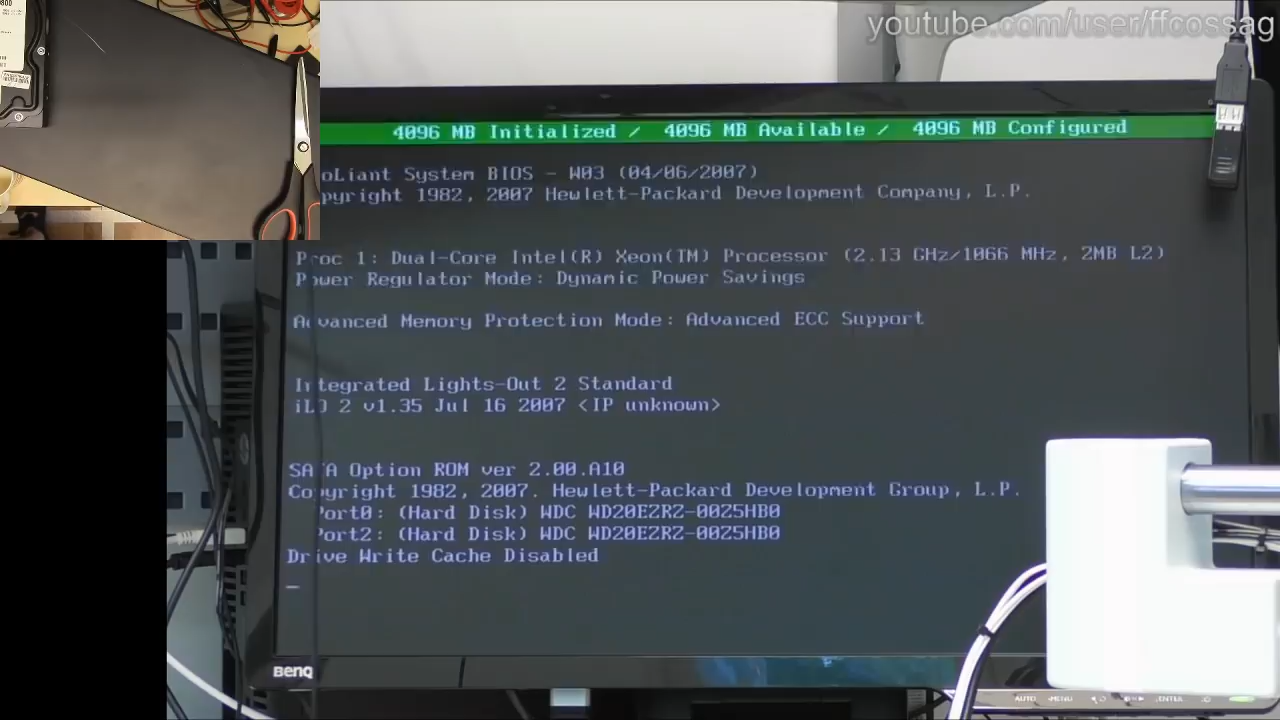 youtube.com/user/ffcossag
4096 MB Initialized / 4096 MB Available / 4096 MB Configured
oLiant System BIOS - W03 (04/06/2007)
pyright 1982, 2007 Hewlett-Packard Development Company, L.P.
Proc 1: Dual-Core Intel(R) Xeon(TM) Processor (2.13 GHz/1066 MHz, 2MB L2)
Power Regulator Mode: Dynamic Power Savings
Advanced Memory Protection Mode: Advanced ECC Support
Integrated Lights-Out 2 Standard
iLO 2 v1.35 Jul 16 2007 <IP unknown>
SATA Option ROM ver 2.00.A10
Copyright 1982, 2007. Hewlett-Packard Development Group, L.P.
Port0: (Hard Disk) WDC WD20EZRZ-00Z5HB0
Port2: (Hard Disk) WDC WD20EZRZ-00Z5HB0
Drive Write Cache Disabled
BenQ
AUTO MENU ENTER